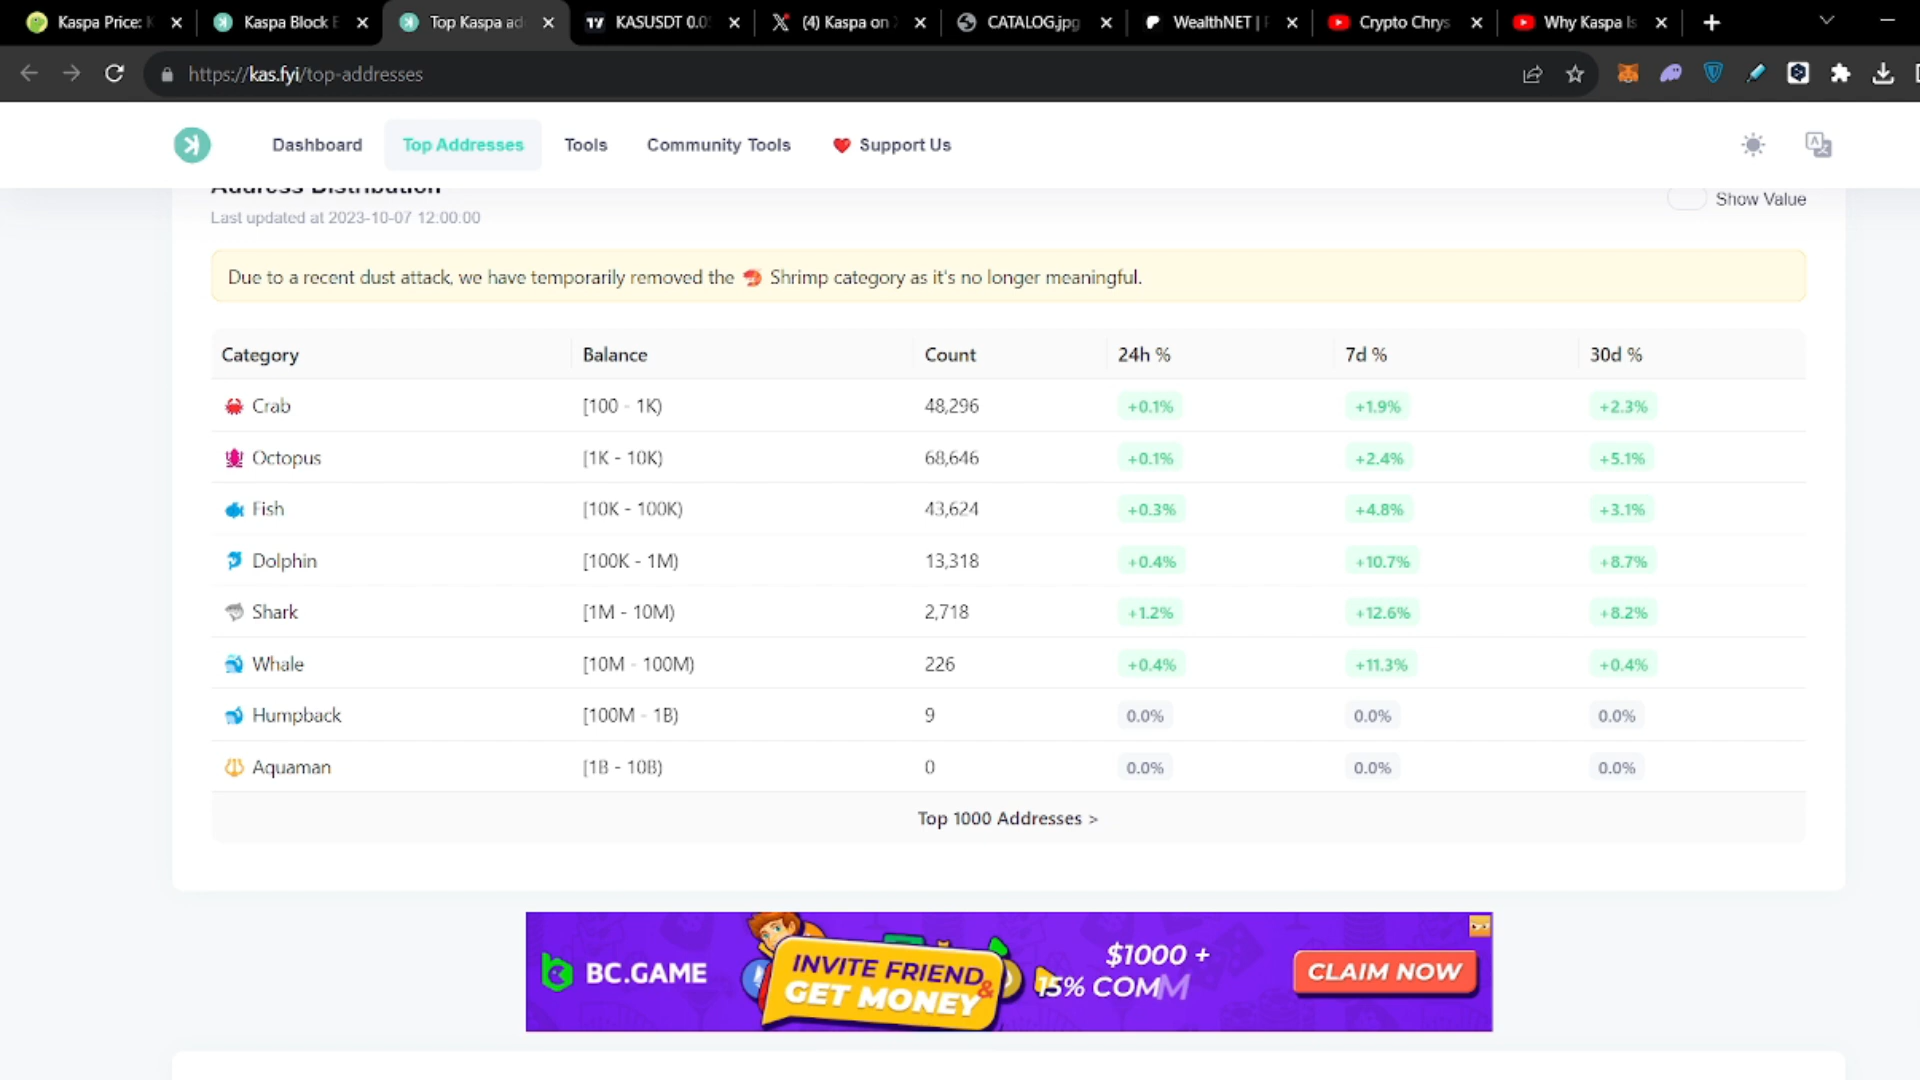 Kaspa Price: K
Kaspa Block E
Top Kaspa ad
KASUSDT 0.0
(4) Kaspa on
CATALOG.jpg
WealthNET |
Crypto Chrys
Why Kaspa Is
https://kas.fyi/top-addresses
Dashboard
Top Addresses
Tools
Community Tools
Support Us
Address Distribution
Last updated at 2023-10-07 12:00:00
Show Value
Due to a recent dust attack, we have temporarily removed the 🦐 Shrimp category as it's no longer meaningful.
Category Balance Count 24h % 7d % 30d %
Crab [100 - 1K) 48,296 +0.1% +1.9% +2.3%
Octopus [1K - 10K) 68,646 +0.1% +2.4% +5.1%
Fish [10K - 100K) 43,624 +0.3% +4.8% +3.1%
Dolphin [100K - 1M) 13,318 +0.4% +10.7% +8.7%
Shark [1M - 10M) 2,718 +1.2% +12.6% +8.2%
Whale [10M - 100M) 226 +0.4% +11.3% +0.4%
Humpback [100M - 1B) 9 0.0% 0.0% 0.0%
Aquaman [1B - 10B) 0 0.0% 0.0% 0.0%
Top 1000 Addresses >
BC.GAME
INVITE FRIEND &
GET MONEY
$1000 +
15% COMM
CLAIM NOW